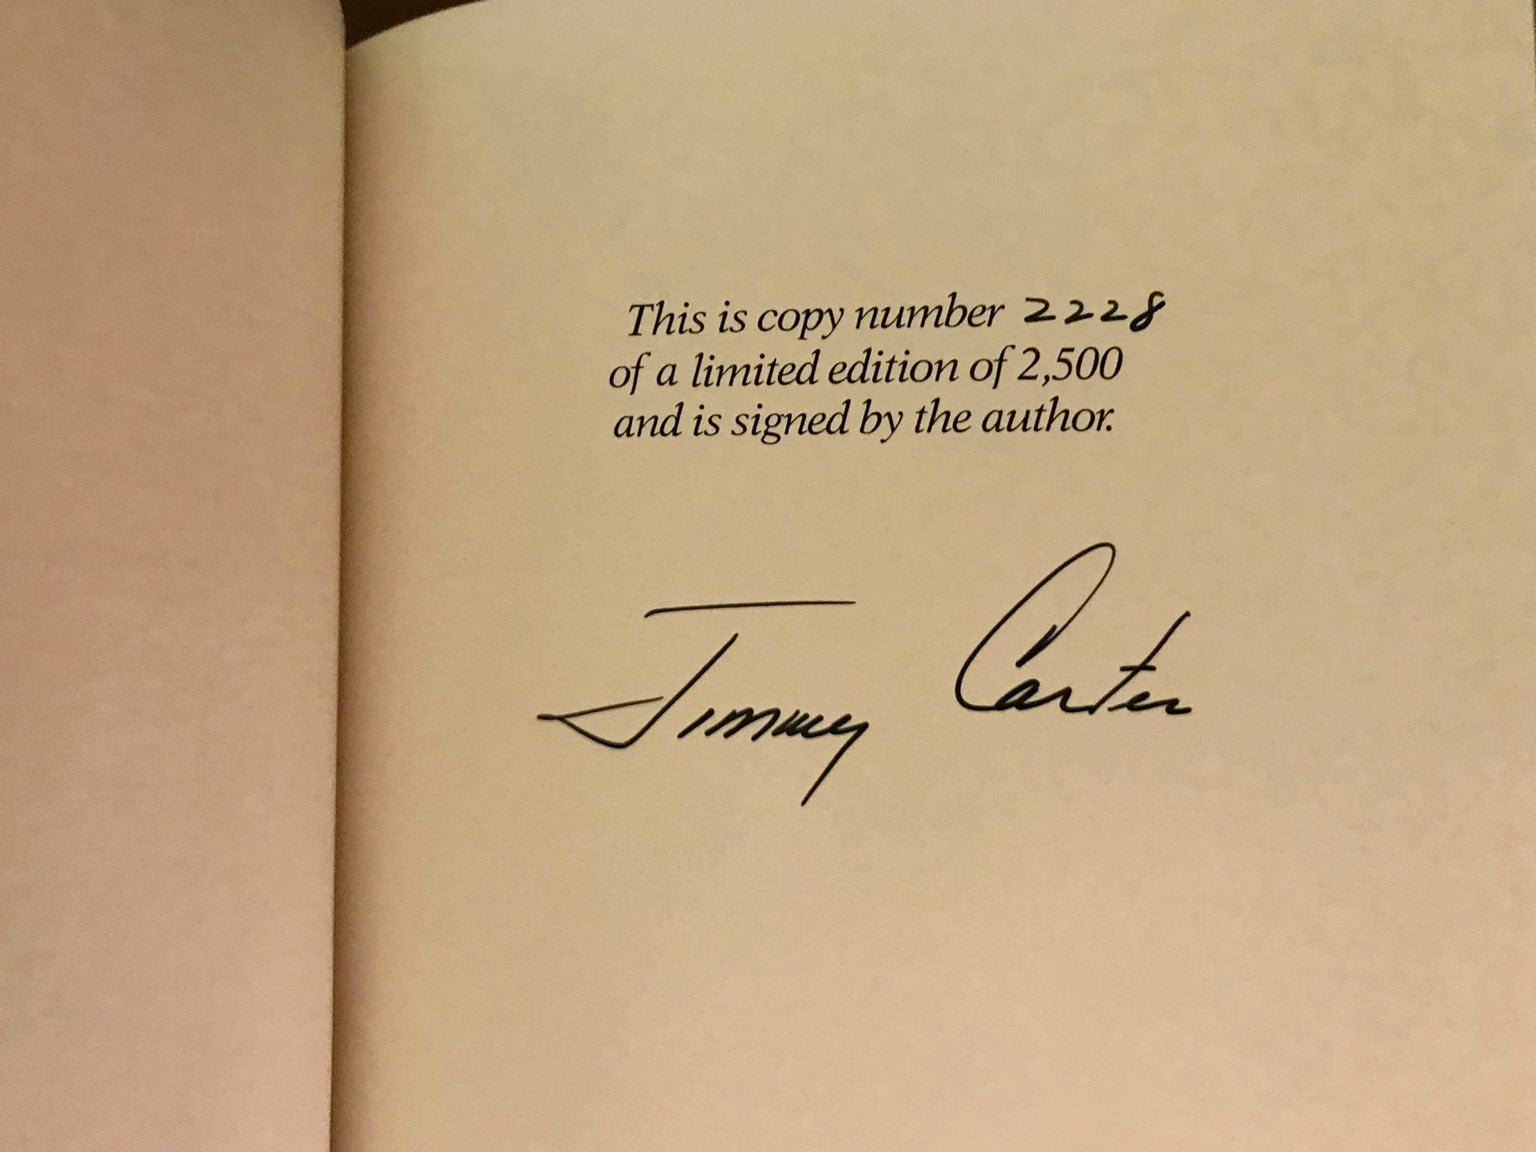 This is copy number 2228
of a limited edition of 2,500
and is signed by the author.
Jimmy Carter